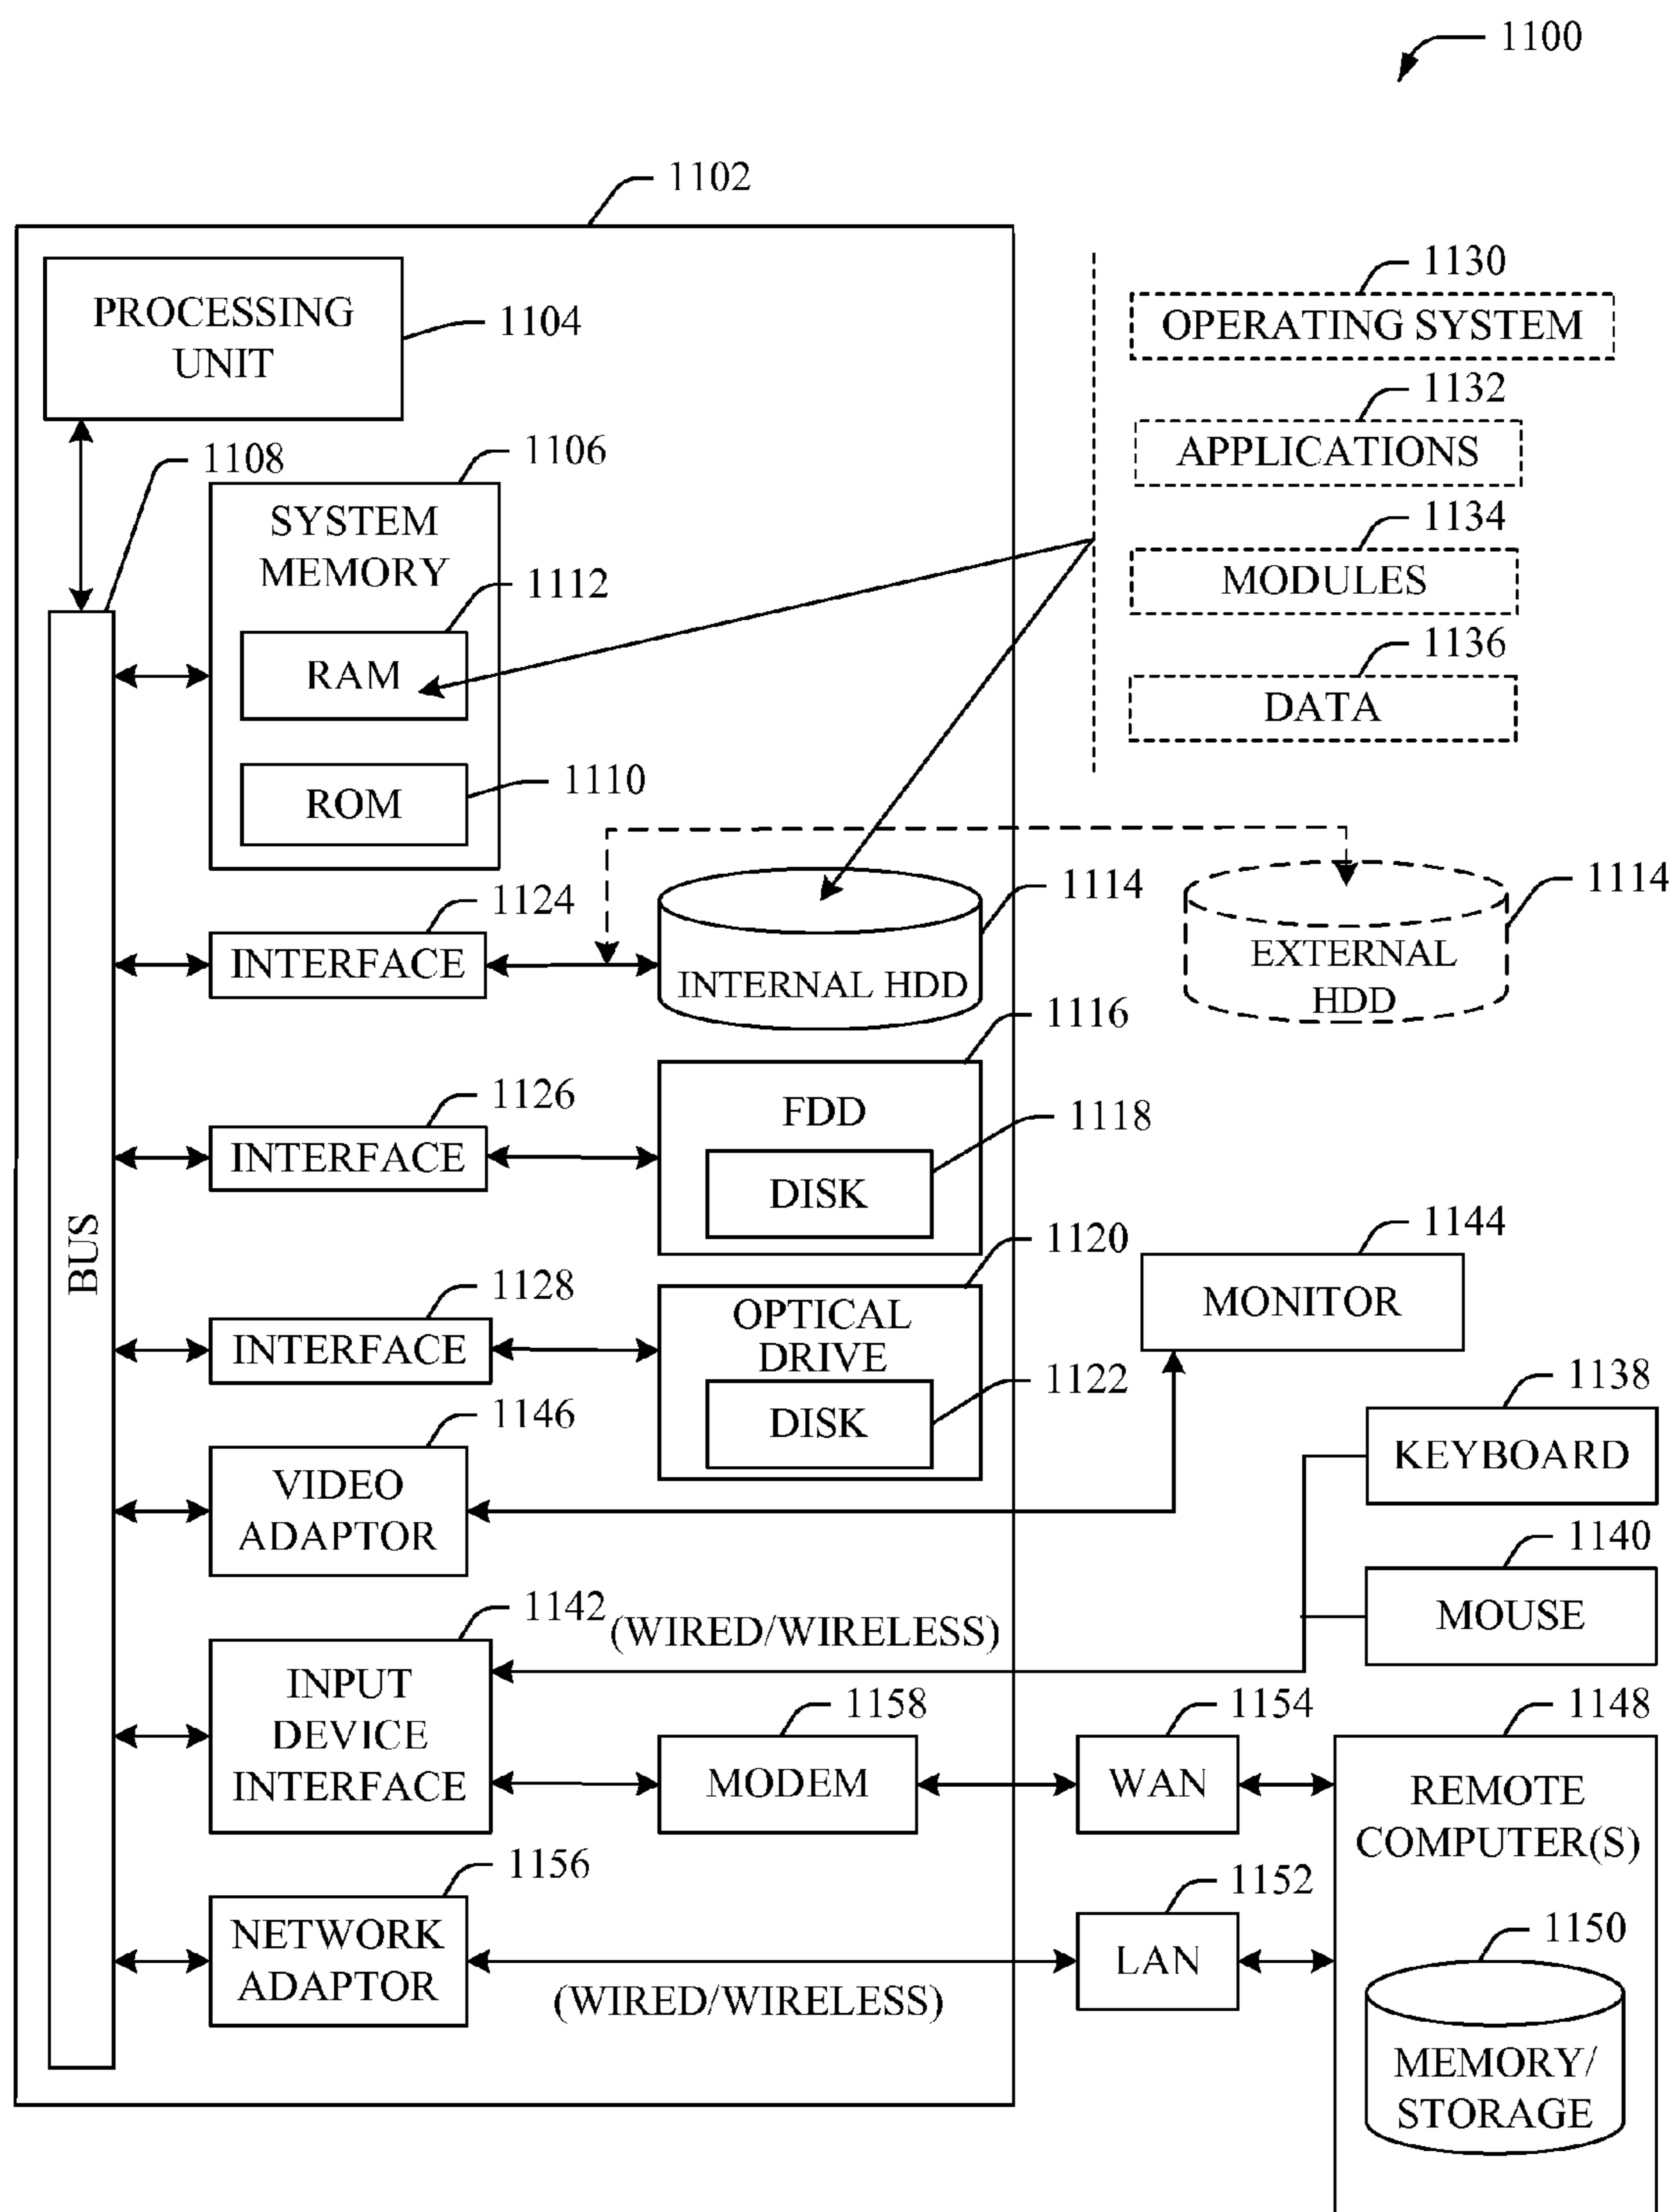 1100
1102
PROCESSING
UNIT
1104
1130
OPERATING SYSTEM
1132
APPLICATIONS
1134
MODULES
1136
DATA
1108
1106
SYSTEM
MEMORY
1112
RAM
1110
ROM
BUS
1124
INTERFACE
1114
INTERNAL HDD
1114
EXTERNAL
HDD
1126
INTERFACE
1116
FDD
1118
DISK
1128
INTERFACE
1120
OPTICAL
DRIVE
1122
DISK
1144
MONITOR
1146
VIDEO
ADAPTOR
1138
KEYBOARD
1140
MOUSE
1142
(WIRED/WIRELESS)
INPUT
DEVICE
INTERFACE
1158
MODEM
1154
WAN
1148
REMOTE
COMPUTER(S)
1156
NETWORK
ADAPTOR
(WIRED/WIRELESS)
1152
LAN
1150
MEMORY/
STORAGE